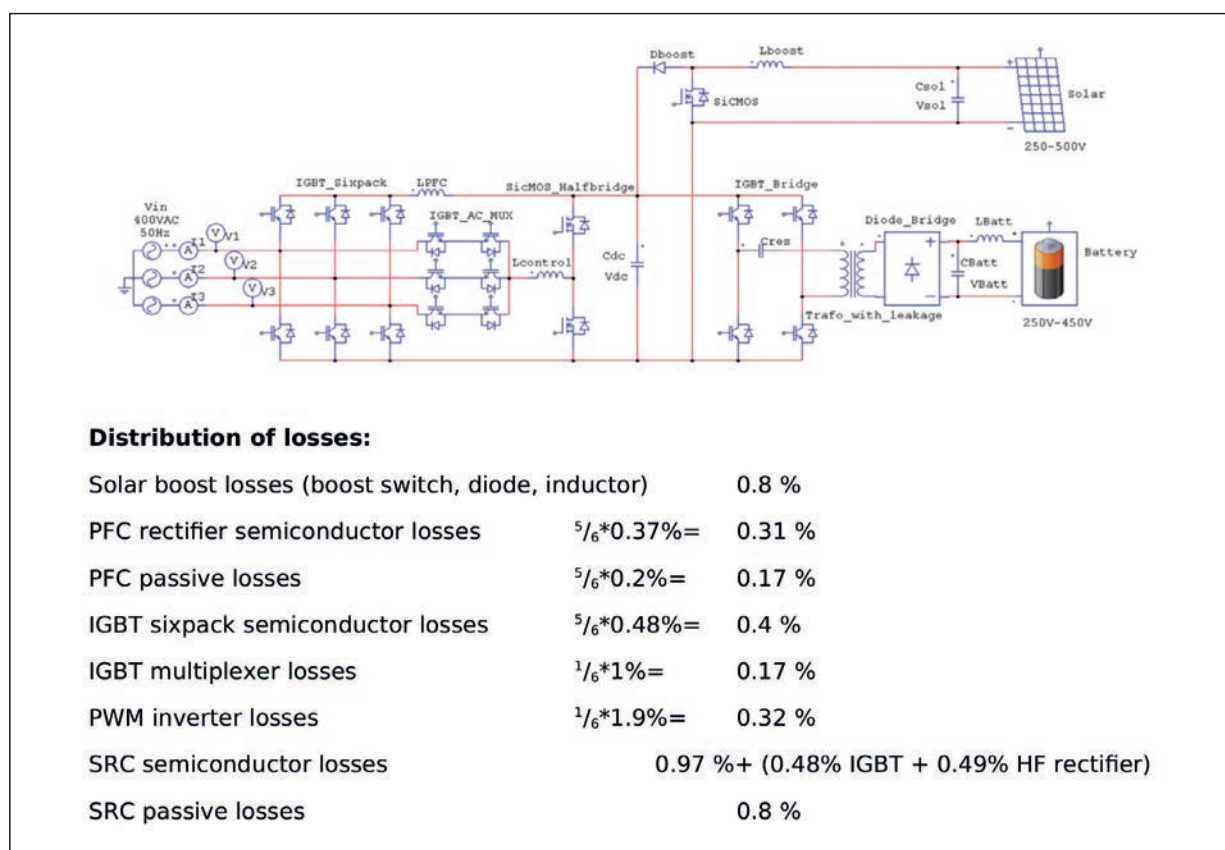 Dboost
Lboost
SiCMOS
Csol
Vsol
Solar
250-500V
IGBT_Sixpack
LPFC
SicMOS_Halfbridge
IGBT_Bridge
Vin
400VAC
50Hz
IGBT_AC_MUX
Diode_Bridge
LBatt
A I1
V V1
A I2
V V2
A I3
V V3
Lcontrol
Cdc
Vdc
Cres
CBatt
VBatt
Battery
Trafo_with_leakage
250V-450V
Distribution of losses:
Solar boost losses (boost switch, diode, inductor) 0.8 %
PFC rectifier semiconductor losses 5/6*0.37%= 0.31 %
PFC passive losses 5/6*0.2%= 0.17 %
IGBT sixpack semiconductor losses 5/6*0.48%= 0.4 %
IGBT multiplexer losses 1/6*1%= 0.17 %
PWM inverter losses 1/6*1.9%= 0.32 %
SRC semiconductor losses 0.97 %+ (0.48% IGBT + 0.49% HF rectifier)
SRC passive losses 0.8 %